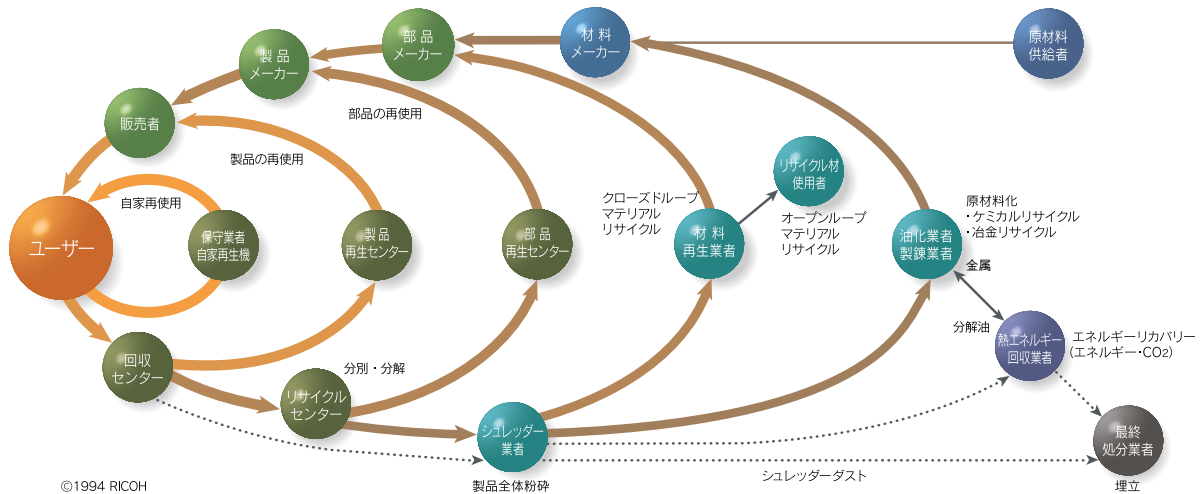 部品
メーカー
材料
メーカー
原材料
供給者
製品
メーカー
販売者
部品の再使用
製品の再使用
自家再使用
ユーザー
保守業者
自家再生機
製品
再生センター
部品
再生センター
クローズドループ
マテリアル
リサイクル
材料
再生業者
リサイクル材
使用者
オープンループ
マテリアル
リサイクル
油化業者
製錬業者
原材料化
・ケミカルリサイクル
・冶金リサイクル
金属
分解油
熱エネルギー
回収業者
エネルギーリカバリー
(エネルギー・CO2)
回収
センター
分別・分解
リサイクル
センター
シュレッダー
業者
製品全体粉砕
シュレッダーダスト
最終
処分業者
埋立
©1994 RICOH